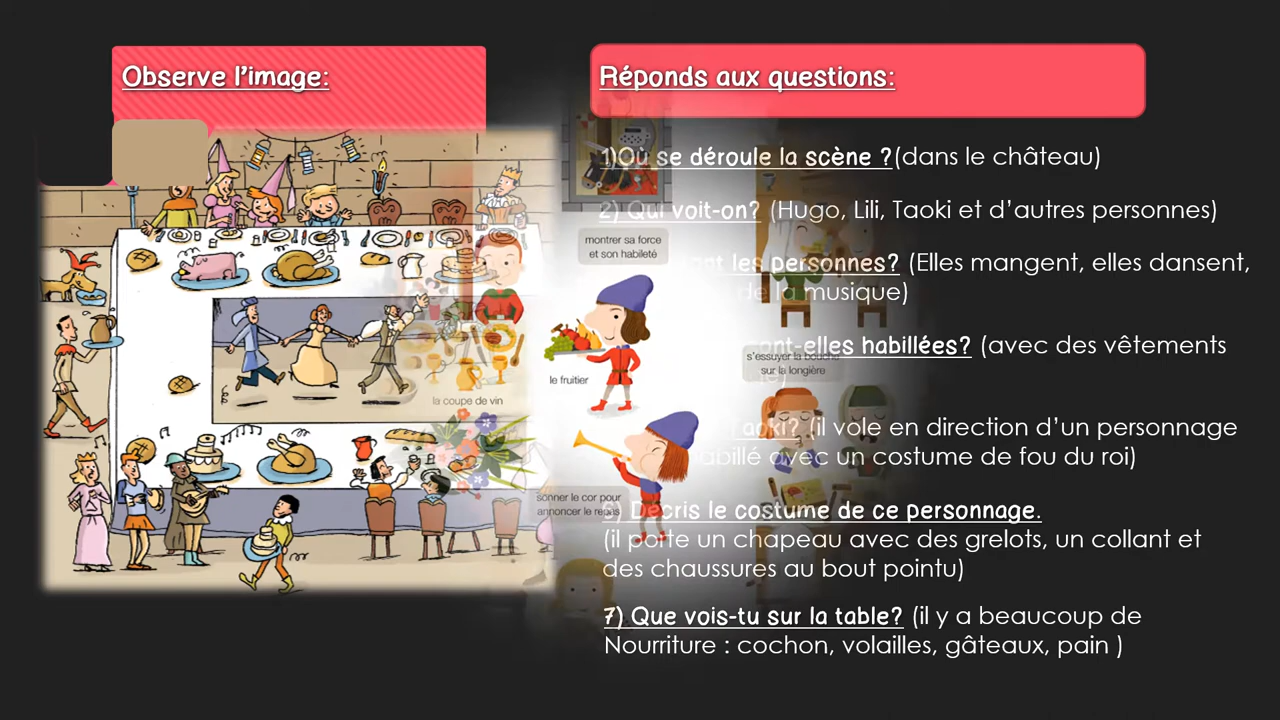 Observe l'image:
Réponds aux questions:
1)Où se déroule la scène ?(dans le château)
2) Qui voit-on? (Hugo, Lili, Taoki et d'autres personnes)
les personnes? (Elles mangent, elles dansent,
de la musique)
sont-elles habillées? (avec des vêtements
Taoki? (il vole en direction d'un personnage
habillé avec un costume de fou du roi)
6) Décris le costume de ce personnage.
(il porte un chapeau avec des grelots, un collant et
des chaussures au bout pointu)
7) Que vois-tu sur la table? (il y a beaucoup de
Nourriture : cochon, volailles, gâteaux, pain )
montrer sa force
et son habileté
le fruitier
s'essuyer la bouche
sur la longière
la coupe de vin
sonner le cor pour
annoncer le repas